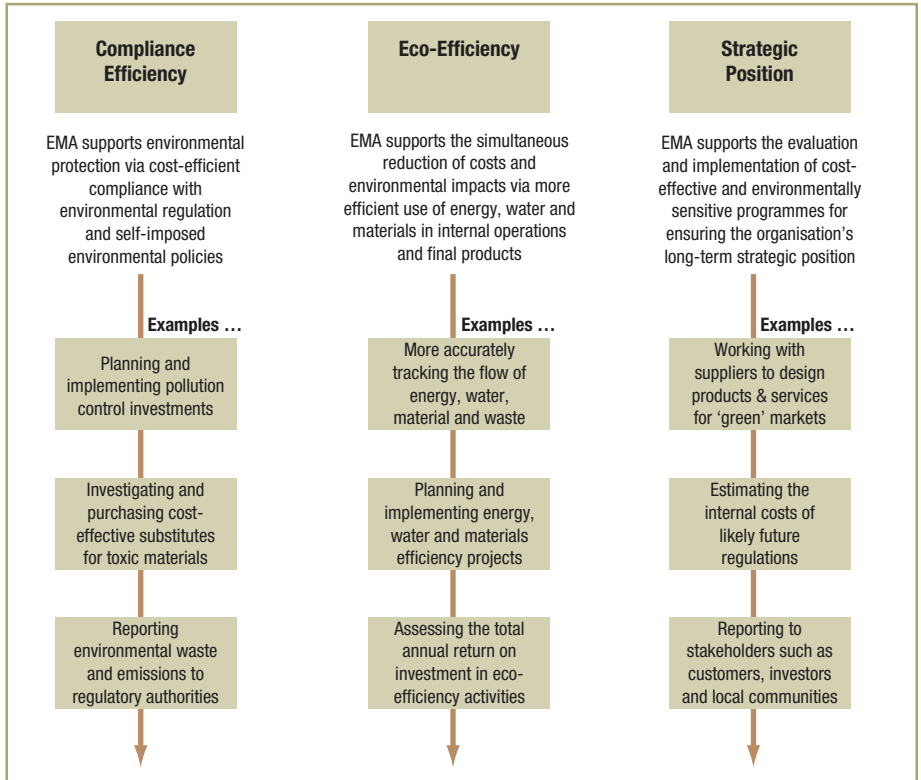 Compliance
Efficiency
EMA supports environmental
protection via cost-efficient
compliance with
environmental regulation
and self-imposed
environmental policies
Examples …
Planning and
implementing pollution
control investments
Investigating and
purchasing cost-
effective substitutes
for toxic materials
Reporting
environmental waste
and emissions to
regulatory authorities
Eco-Efficiency
EMA supports the simultaneous
reduction of costs and
environmental impacts via more
efficient use of energy, water and
materials in internal operations
and final products
Examples …
More accurately
tracking the flow of
energy, water,
material and waste
Planning and
implementing energy,
water and materials
efficiency projects
Assessing the total
annual return on
investment in eco-
efficiency activities
Strategic
Position
EMA supports the evaluation
and implementation of cost-
effective and environmentally
sensitive programmes for
ensuring the organisation’s
long-term strategic position
Examples …
Working with
suppliers to design
products & services
for ‘green’ markets
Estimating the
internal costs of
likely future
regulations
Reporting to
stakeholders such as
customers, investors
and local communities